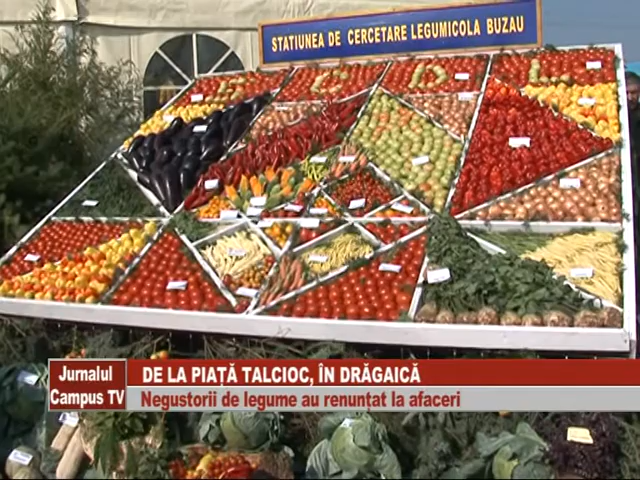 STATIUNEA DE CERCETARE LEGUMICOLA BUZAU
Jurnalul
Campus TV
DE LA PIAȚĂ TALCIOC, ÎN DRĂGAICĂ
Negustorii de legume au renunțat la afaceri